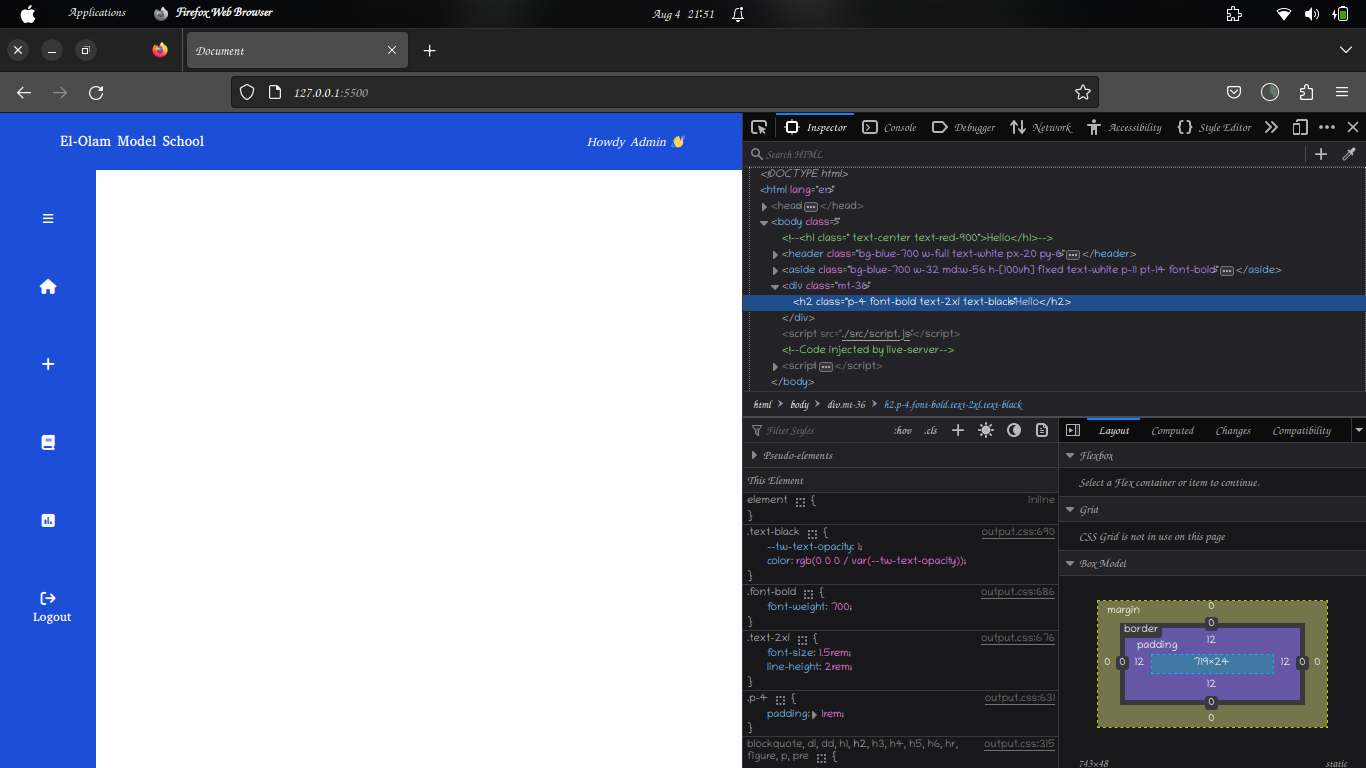 Applications
Firefox Web Browser
Aug 4 21:51
Document
127.0.0.1:5500
El-Olam Model School
Howdy Admin 👋
Logout
Inspector
Console
Debugger
Network
Accessibility
Style Editor
Search HTML
<!DOCTYPE html>
<html lang="en">
<head> </head>
<body class="">
<!--<h1 class=" text-center text-red-900">Hello</h1>-->
<header class="bg-blue-700 w-full text-white px-20 py-6"> </header>
<aside class="bg-blue-700 w-32 md:w-56 h-[100vh] fixed text-white p-11 pt-14 font-bold"> </aside>
<div class="mt-36">
<h2 class="p-4 font-bold text-2xl text-black">Hello</h2>
</div>
<script src="./src/script.js"></script>
<!--Code injected by live-server-->
<script> </script>
</body>
html > body > div.mt-36 > h2.p-4.font-bold.text-2xl.text-black
Filter Styles
:hov .cls
Layout
Computed
Changes
Compatibility
Pseudo-elements
This Element
element { inline
}
.text-black { output.css:690
--tw-text-opacity: 1;
color: rgb(0 0 0 / var(--tw-text-opacity));
}
.font-bold { output.css:686
font-weight: 700;
}
.text-2xl { output.css:676
font-size: 1.5rem;
line-height: 2rem;
}
.p-4 { output.css:631
padding: 1rem;
}
blockquote, dl, dd, h1, h2, h3, h4, h5, h6, hr, output.css:315
figure, p, pre {
Flexbox
Select a Flex container or item to continue.
Grid
CSS Grid is not in use on this page
Box Model
margin 0
border 0
padding 12
0 0 12 719×24 12 0 0
12
0
0
743×48 static